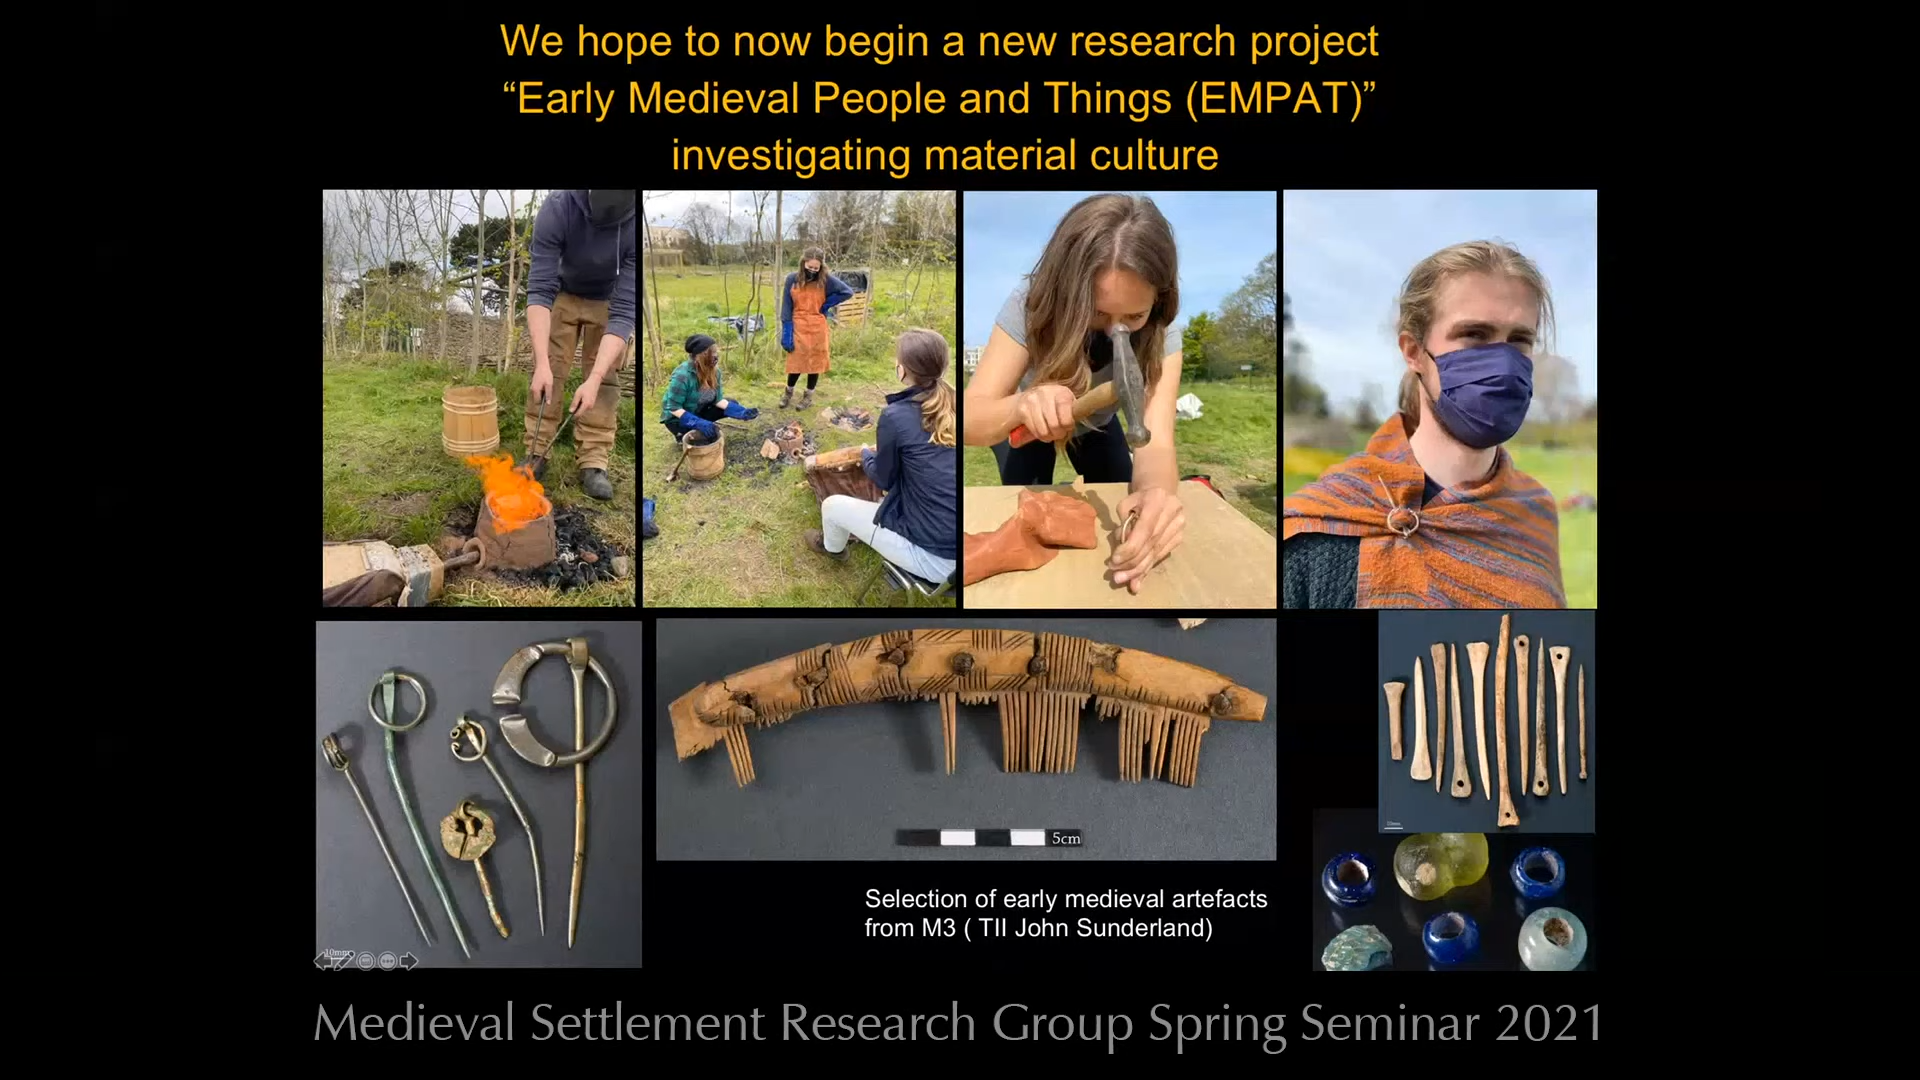 We hope to now begin a new research project
“Early Medieval People and Things (EMPAT)”
investigating material culture
5cm
Selection of early medieval artefacts
from M3 ( TII John Sunderland)
10mm
Medieval Settlement Research Group Spring Seminar 2021